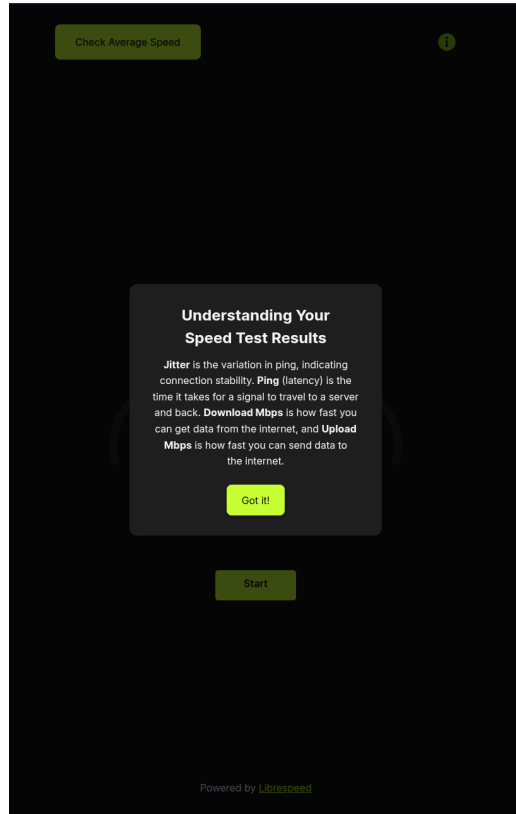 Check Average Speed
Understanding Your
Speed Test Results
Jitter is the variation in ping, indicating
connection stability. Ping (latency) is the
time it takes for a signal to travel to a server
and back. Download Mbps is how fast you
can get data from the internet, and Upload
Mbps is how fast you can send data to
the internet.
Got it!
Start
Powered by Librespeed